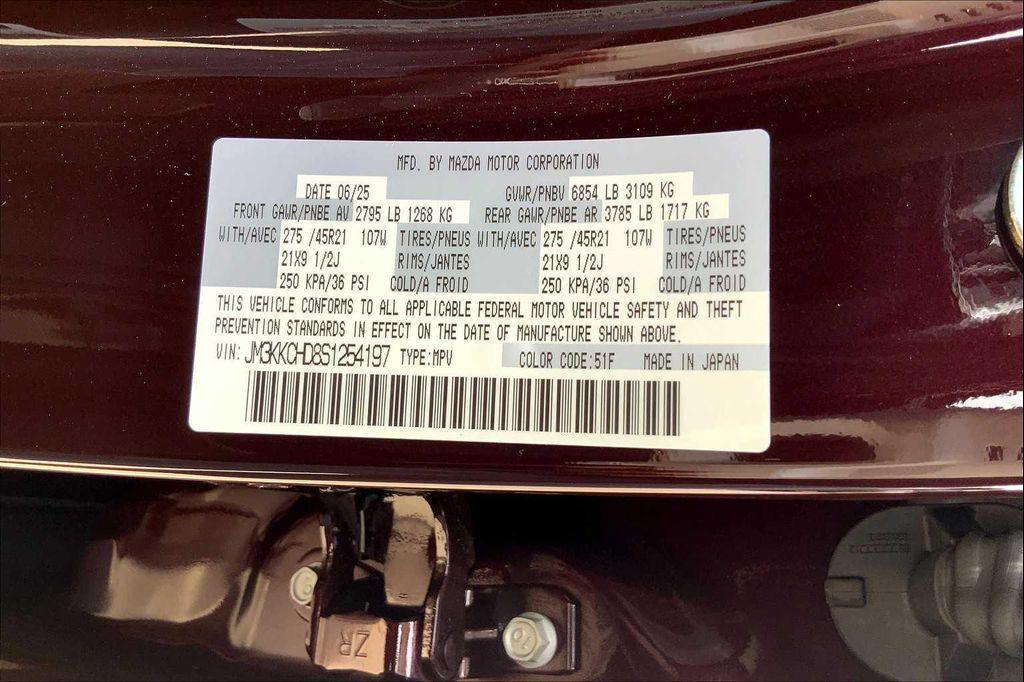 MFD. BY MAZDA MOTOR CORPORATION
DATE 06/25 GVWR/PNBV 6854 LB 3109 KG
FRONT GAWR/PNBE AV 2795 LB 1268 KG REAR GAWR/PNBE AR 3785 LB 1717 KG
WITH/AVEC 275 /45R21 107W TIRES/PNEUS WITH/AVEC 275 /45R21 107W TIRES/PNEUS
21X9 1/2J RIMS/JANTES 21X9 1/2J RIMS/JANTES
250 KPA/36 PSI COLD/A FROID 250 KPA/36 PSI COLD/A FROID
THIS VEHICLE CONFORMS TO ALL APPLICABLE FEDERAL MOTOR VEHICLE SAFETY AND THEFT
PREVENTION STANDARDS IN EFFECT ON THE DATE OF MANUFACTURE SHOWN ABOVE.
VIN: JM3KKCHD8S1254197 TYPE:MPV COLOR CODE:51F MADE IN JAPAN
ZR